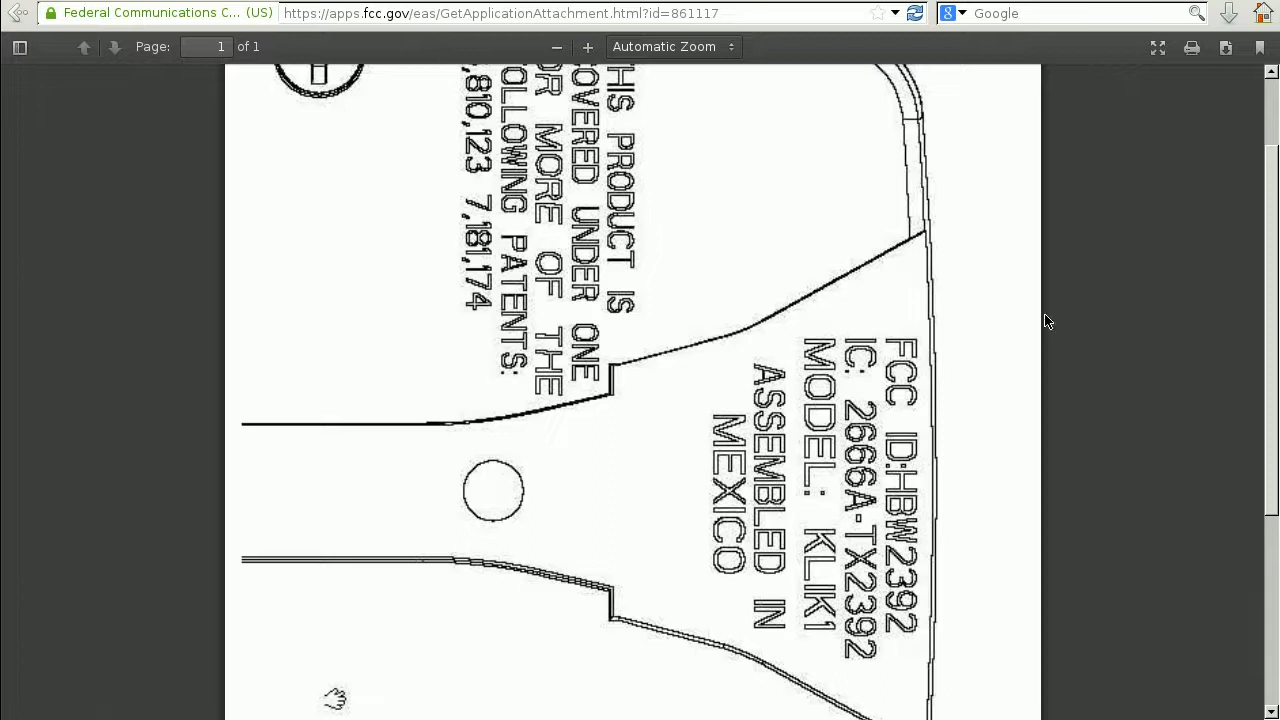 Federal Communications C... (US)
https://apps.fcc.gov/eas/GetApplicationAttachment.html?id=861117
8
Google
Page:
1
of 1
Automatic Zoom
HIS PRODUCT IS
OVERED UNDER ONE
OR MORE OF THE
OLLOWING PATENTS:
,810,123 7,181,174
FCC ID:HBW2392
IC: 2666A-TX2392
MODEL: KLIK1
ASSEMBLED IN
MEXICO